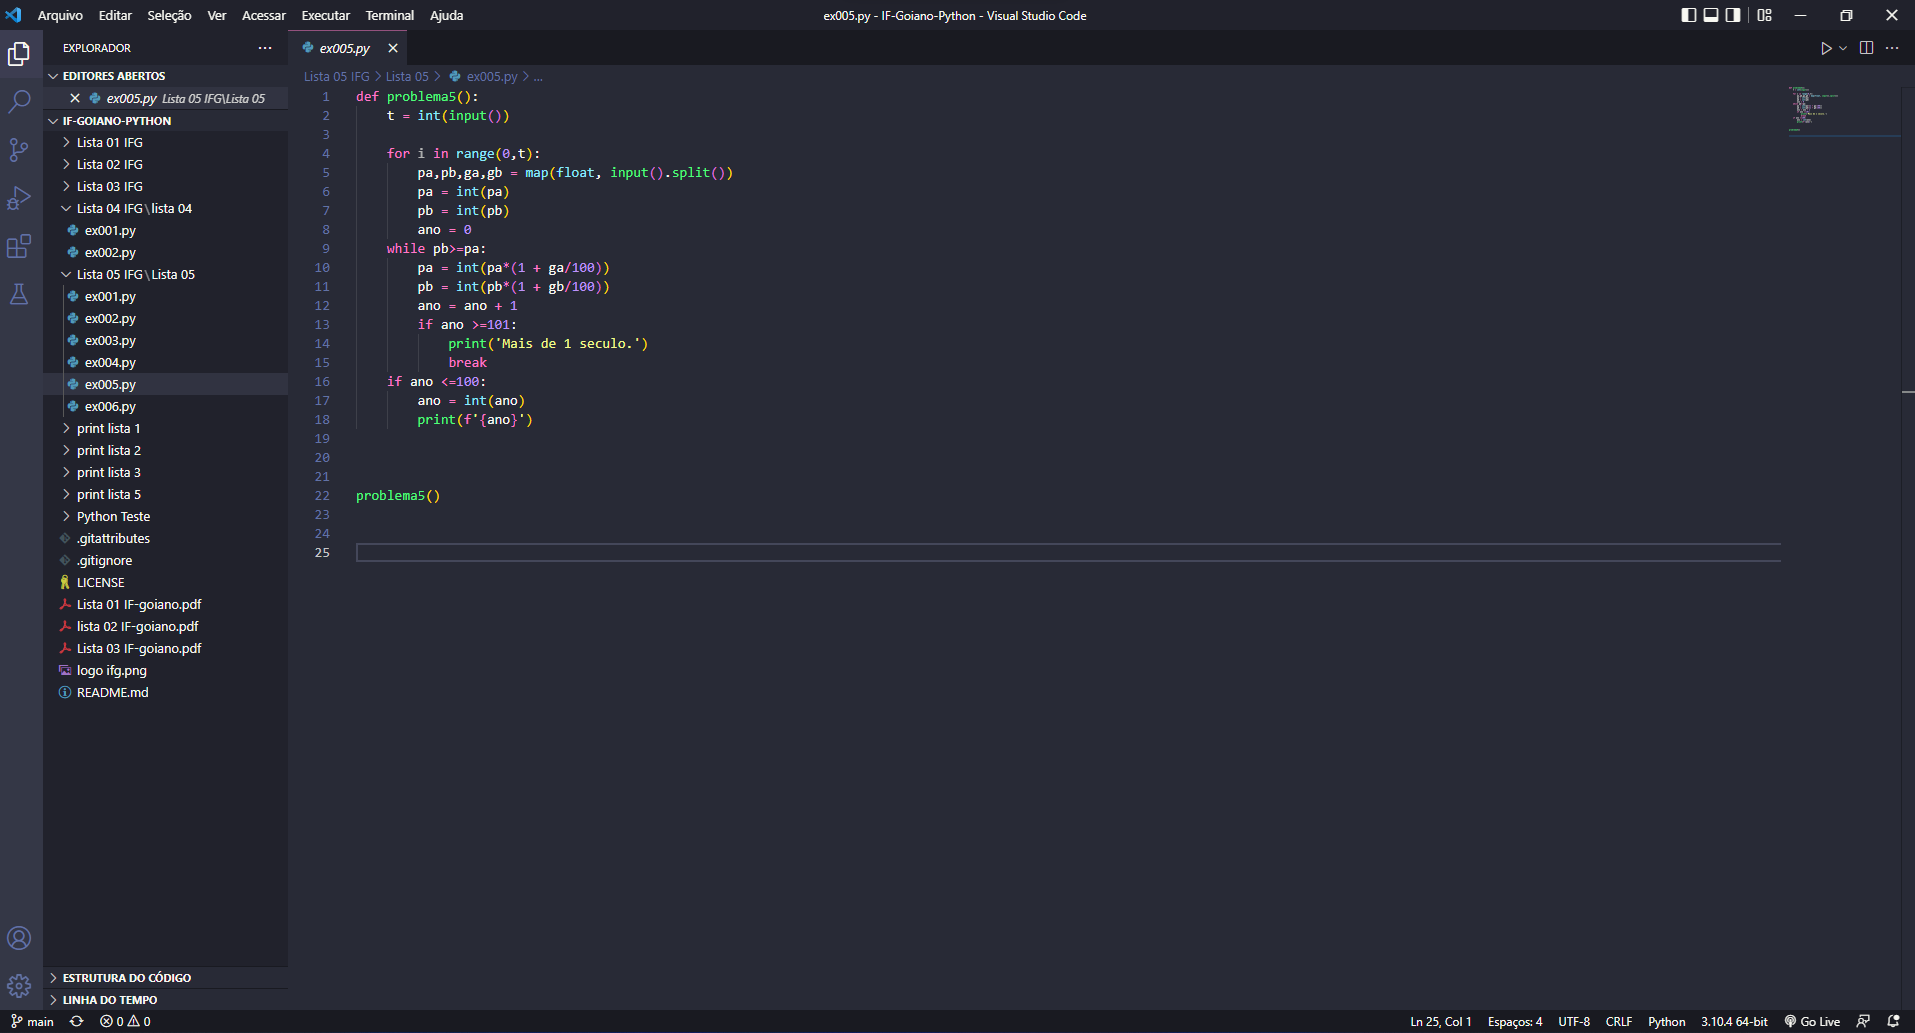 Arquivo Editar Seleção Ver Acessar Executar Terminal Ajuda
ex005.py - IF-Goiano-Python - Visual Studio Code
EXPLORADOR
EDITORES ABERTOS
ex005.py Lista 05 IFG\Lista 05
IF-GOIANO-PYTHON
Lista 01 IFG
Lista 02 IFG
Lista 03 IFG
Lista 04 IFG\lista 04
ex001.py
ex002.py
Lista 05 IFG\Lista 05
ex001.py
ex002.py
ex003.py
ex004.py
ex005.py
ex006.py
print lista 1
print lista 2
print lista 3
print lista 5
Python Teste
.gitattributes
.gitignore
LICENSE
Lista 01 IF-goiano.pdf
lista 02 IF-goiano.pdf
Lista 03 IF-goiano.pdf
logo ifg.png
README.md
ESTRUTURA DO CÓDIGO
LINHA DO TEMPO
ex005.py
Lista 05 IFG > Lista 05 > ex005.py > ...
1 def problema5():
2     t = int(input())
3
4     for i in range(0,t):
5         pa,pb,ga,gb = map(float, input().split())
6         pa = int(pa)
7         pb = int(pb)
8         ano = 0
9     while pb>=pa:
10         pa = int(pa*(1 + ga/100))
11         pb = int(pb*(1 + gb/100))
12         ano = ano + 1
13         if ano >=101:
14             print('Mais de 1 seculo.')
15             break
16     if ano <=100:
17         ano = int(ano)
18         print(f'{ano}')
19
20
21
22 problema5()
23
24
25
main 0 0
Ln 25, Col 1 Espaços: 4 UTF-8 CRLF Python 3.10.4 64-bit Go Live